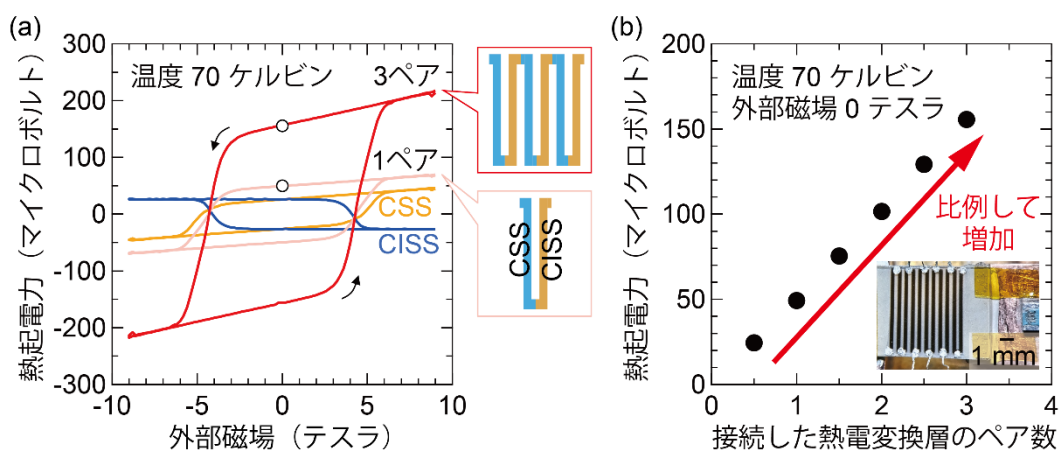 (a)
熱起電力（マイクロボルト）
300
200
100
0
-100
-200
-300
-10
-5
0
5
10
外部磁場（テスラ）
温度 70 ケルビン
3ペア
1ペア
CSS
CISS
CSS
CISS
(b)
熱起電力（マイクロボルト）
200
150
100
50
0
0
1
2
3
4
接続した熱電変換層のペア数
温度 70 ケルビン
外部磁場 0 テスラ
比例して
増加
1 mm